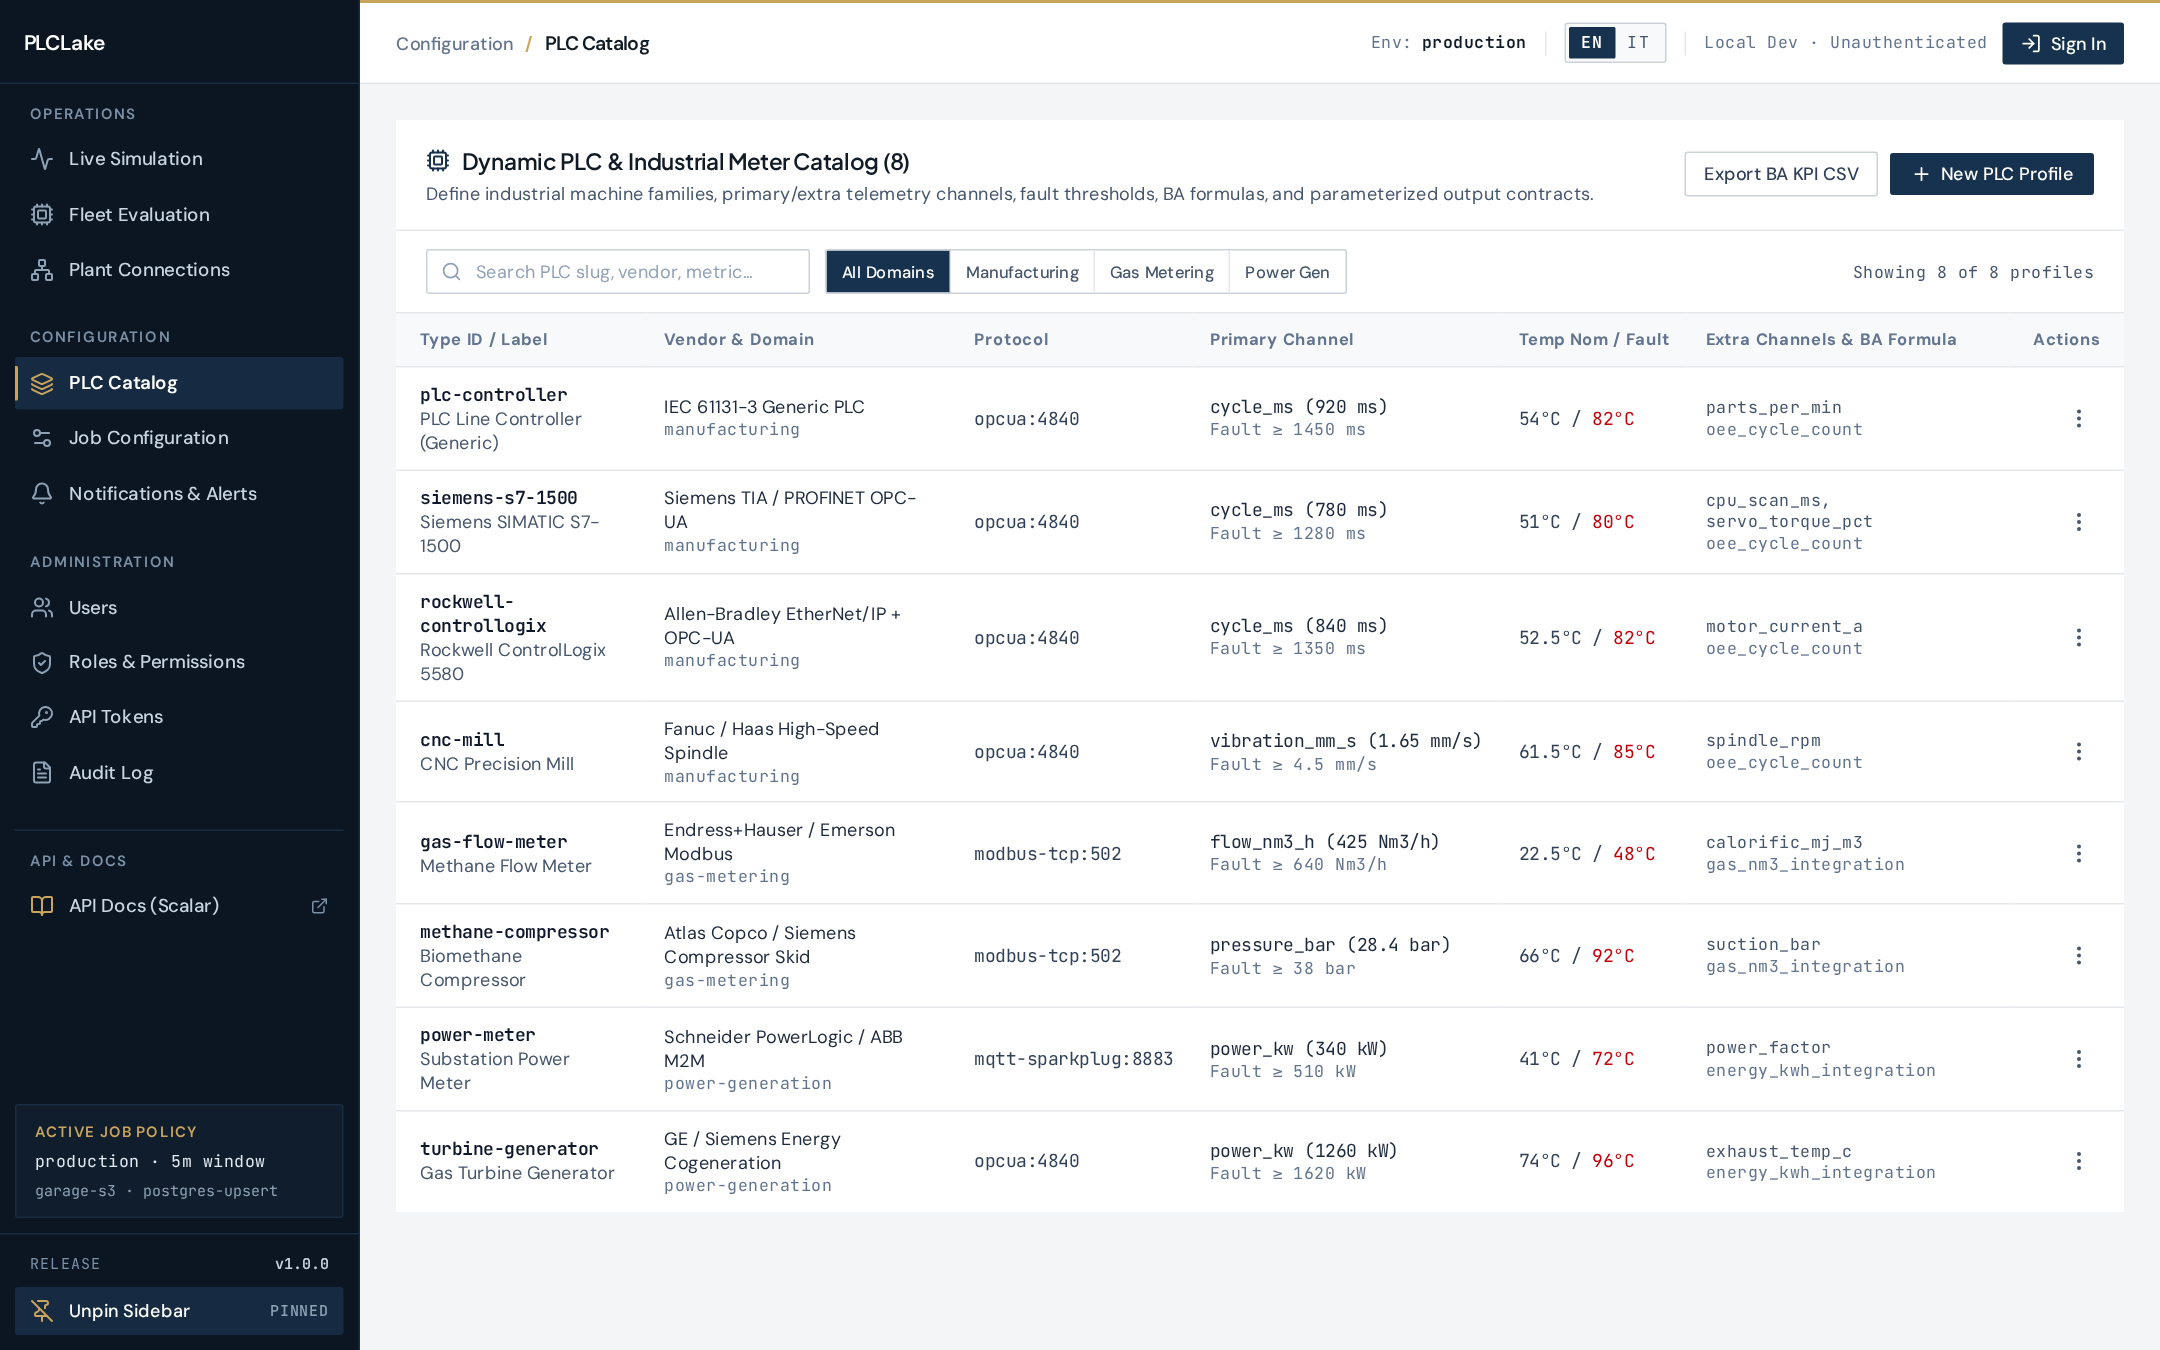 PLCLake
OPERATIONS
Live Simulation
Fleet Evaluation
Plant Connections
CONFIGURATION
PLC Catalog
Job Configuration
Notifications & Alerts
ADMINISTRATION
Users
Roles & Permissions
API Tokens
Audit Log
API & DOCS
API Docs (Scalar)
ACTIVE JOB POLICY
production · 5m window
garage-s3 · postgres-upsert
RELEASE v1.0.0
Unpin Sidebar PINNED
Configuration / PLC Catalog
Env: production
EN IT
Local Dev · Unauthenticated
Sign In
Dynamic PLC & Industrial Meter Catalog (8)
Define industrial machine families, primary/extra telemetry channels, fault thresholds, BA formulas, and parameterized output contracts.
Export BA KPI CSV
New PLC Profile
Search PLC slug, vendor, metric...
All Domains Manufacturing Gas Metering Power Gen
Showing 8 of 8 profiles
Type ID / Label Vendor & Domain Protocol Primary Channel Temp Nom / Fault Extra Channels & BA Formula Actions
plc-controller
PLC Line Controller
(Generic)
IEC 61131-3 Generic PLC
manufacturing
opcua:4840
cycle_ms (920 ms)
Fault ≥ 1450 ms
54°C / 82°C
parts_per_min
oee_cycle_count
siemens-s7-1500
Siemens SIMATIC S7-
1500
Siemens TIA / PROFINET OPC-
UA
manufacturing
opcua:4840
cycle_ms (780 ms)
Fault ≥ 1280 ms
51°C / 80°C
cpu_scan_ms,
servo_torque_pct
oee_cycle_count
rockwell-
controllogix
Rockwell ControlLogix
5580
Allen-Bradley EtherNet/IP +
OPC-UA
manufacturing
opcua:4840
cycle_ms (840 ms)
Fault ≥ 1350 ms
52.5°C / 82°C
motor_current_a
oee_cycle_count
cnc-mill
CNC Precision Mill
Fanuc / Haas High-Speed
Spindle
manufacturing
opcua:4840
vibration_mm_s (1.65 mm/s)
Fault ≥ 4.5 mm/s
61.5°C / 85°C
spindle_rpm
oee_cycle_count
gas-flow-meter
Methane Flow Meter
Endress+Hauser / Emerson
Modbus
gas-metering
modbus-tcp:502
flow_nm3_h (425 Nm3/h)
Fault ≥ 640 Nm3/h
22.5°C / 48°C
calorific_mj_m3
gas_nm3_integration
methane-compressor
Biomethane
Compressor
Atlas Copco / Siemens
Compressor Skid
gas-metering
modbus-tcp:502
pressure_bar (28.4 bar)
Fault ≥ 38 bar
66°C / 92°C
suction_bar
gas_nm3_integration
power-meter
Substation Power
Meter
Schneider PowerLogic / ABB
M2M
power-generation
mqtt-sparkplug:8883
power_kw (340 kW)
Fault ≥ 510 kW
41°C / 72°C
power_factor
energy_kwh_integration
turbine-generator
Gas Turbine Generator
GE / Siemens Energy
Cogeneration
power-generation
opcua:4840
power_kw (1260 kW)
Fault ≥ 1620 kW
74°C / 96°C
exhaust_temp_c
energy_kwh_integration